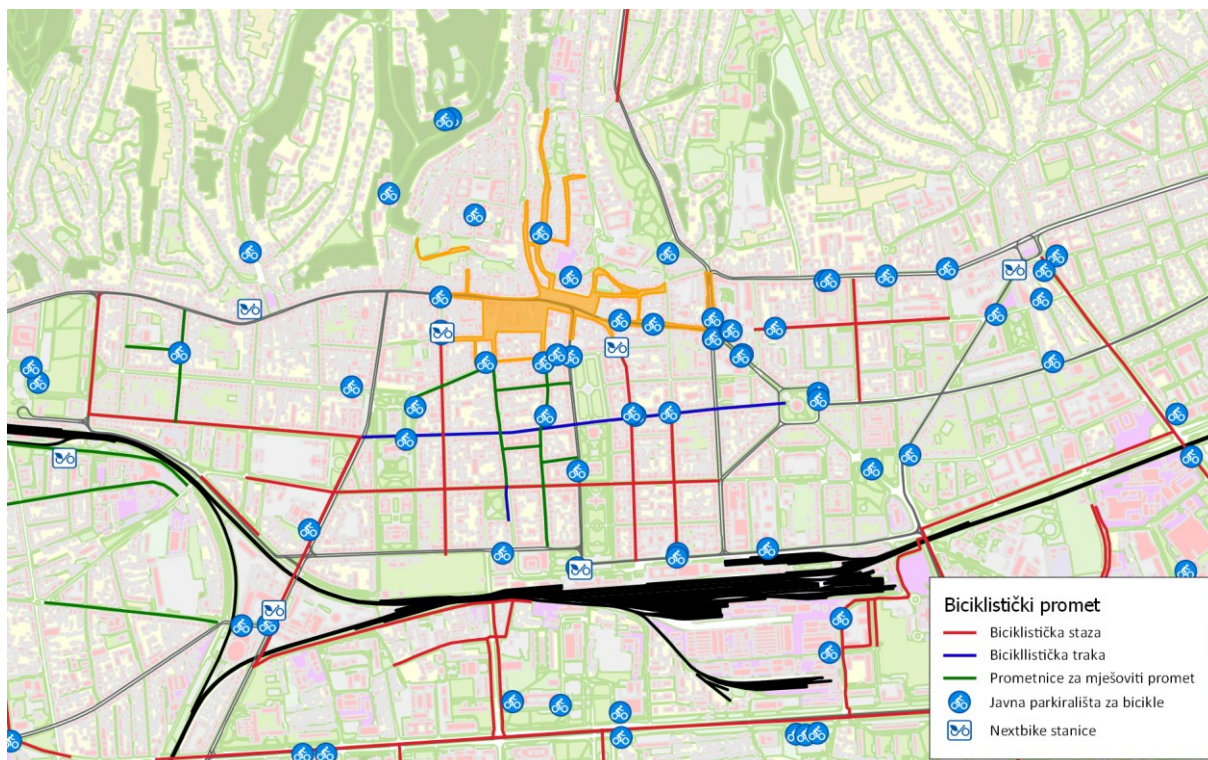 Biciklistički promet
Biciklistička staza
Bicikllistička traka
Prometnice za mješoviti promet
Javna parkirališta za bicikle
Nextbike stanice